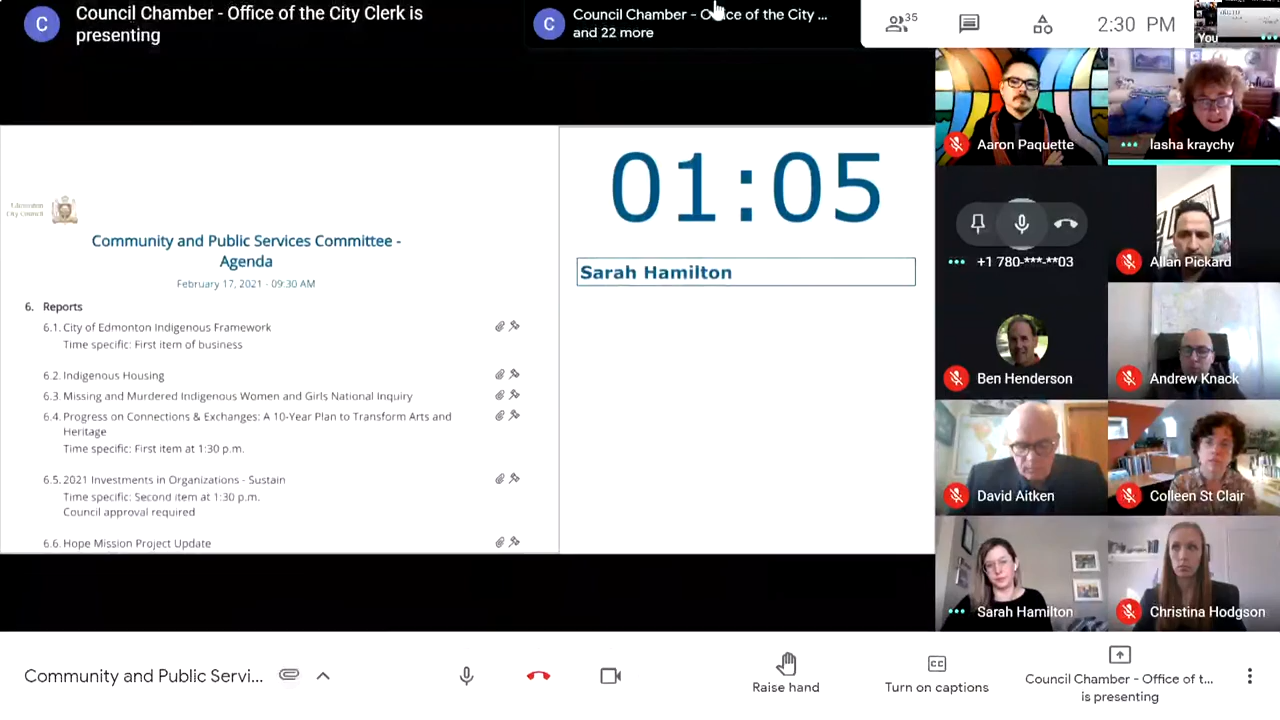 Council Chamber - Office of the City Clerk is
presenting
C
C
Council Chamber - Office of the City ...
and 22 more
35
2:30 PM
You
Aaron Paquette
lasha kraychy
+1 780-***-**03
Allan Pickard
Ben Henderson
Andrew Knack
David Aitken
Colleen St Clair
Sarah Hamilton
Christina Hodgson
Edmonton
City Council
Community and Public Services Committee -
Agenda
February 17, 2021 - 09:30 AM
6. Reports
6.1. City of Edmonton Indigenous Framework
Time specific: First item of business
6.2. Indigenous Housing
6.3. Missing and Murdered Indigenous Women and Girls National Inquiry
6.4. Progress on Connections & Exchanges: A 10-Year Plan to Transform Arts and
Heritage
Time specific: First item at 1:30 p.m.
6.5. 2021 Investments in Organizations - Sustain
Time specific: Second item at 1:30 p.m.
Council approval required
6.6. Hope Mission Project Update
01:05
Sarah Hamilton
Community and Public Servi...
Raise hand
CC
Turn on captions
Council Chamber - Office of t...
is presenting